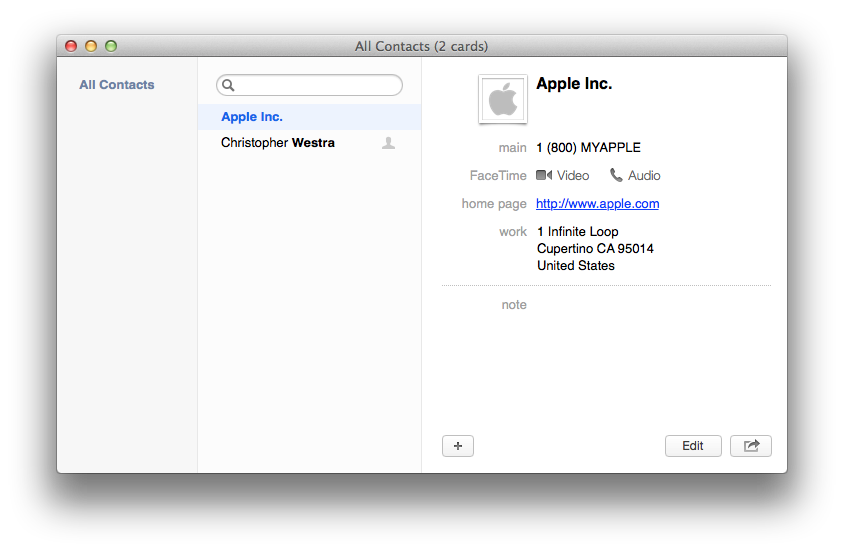 All Contacts (2 cards)
All Contacts
Apple Inc.
Christopher Westra
Apple Inc.
main 1 (800) MYAPPLE
FaceTime Video Audio
home page http://www.apple.com
work 1 Infinite Loop
Cupertino CA 95014
United States
note
+
Edit